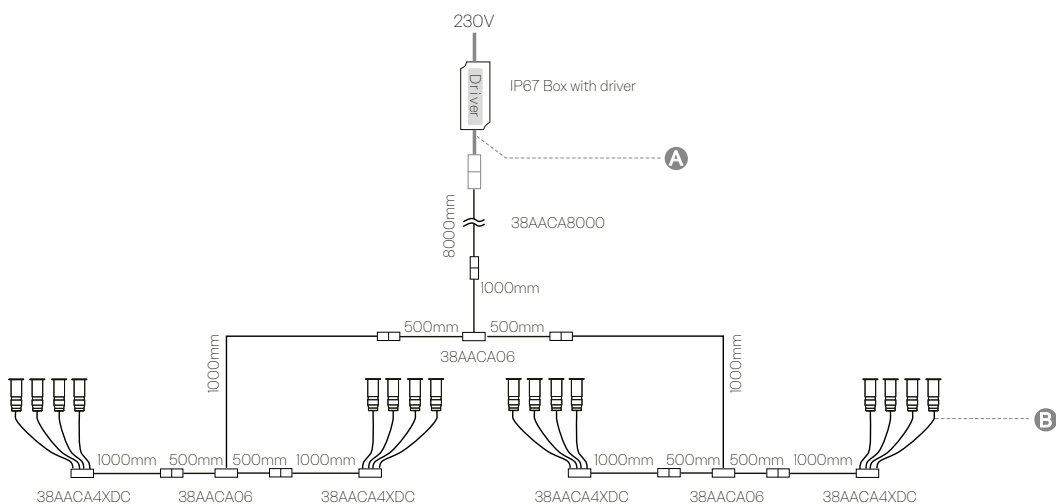 230V
Driver
IP67 Box with driver
A
8000mm
38AACA8000
1000mm
500mm
500mm
38AACA06
1000mm
1000mm
B
1000mm
500mm
500mm
1000mm
1000mm
500mm
500mm
1000mm
38AACA4XDC
38AACA06
38AACA4XDC
38AACA4XDC
38AACA06
38AACA4XDC